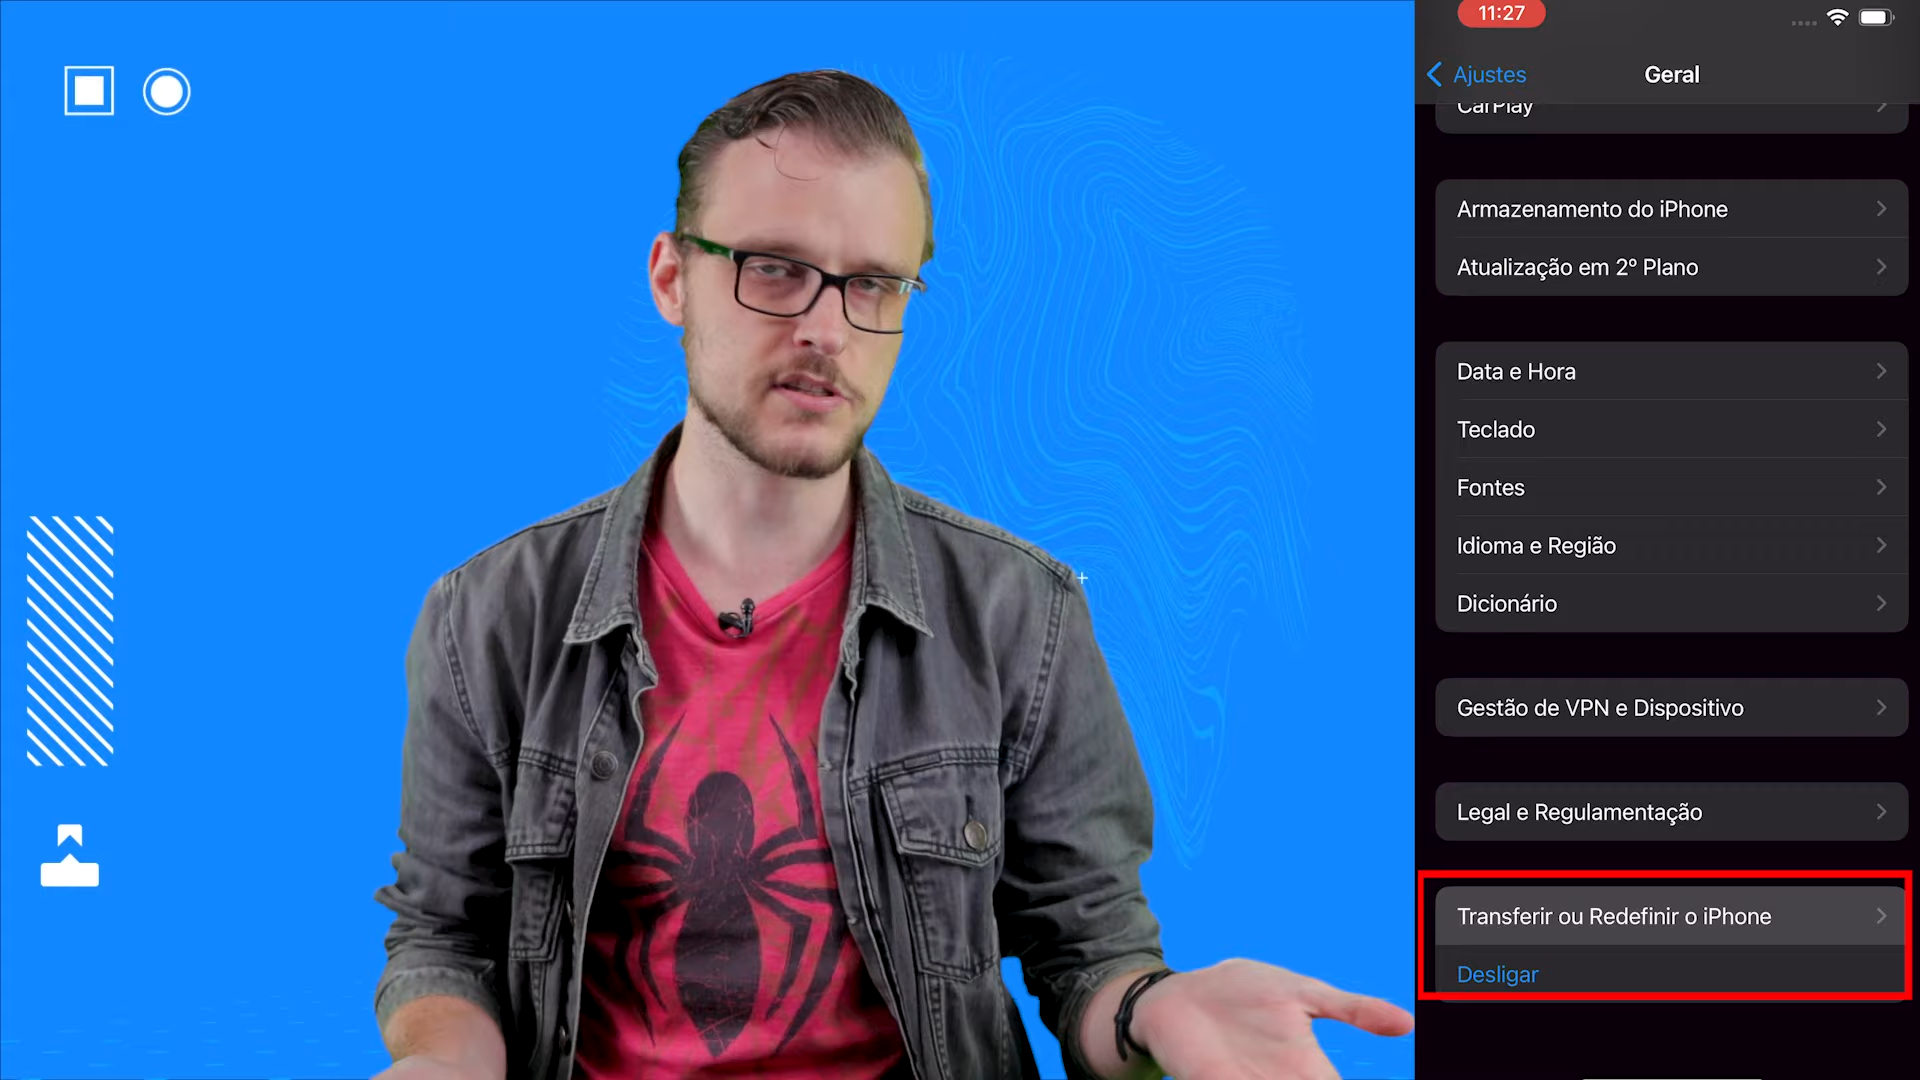 11:27
Ajustes
Geral
CarPlay
Armazenamento do iPhone
Atualização em 2º Plano
Data e Hora
Teclado
Fontes
Idioma e Região
Dicionário
Gestão de VPN e Dispositivo
Legal e Regulamentação
Transferir ou Redefinir o iPhone
Desligar